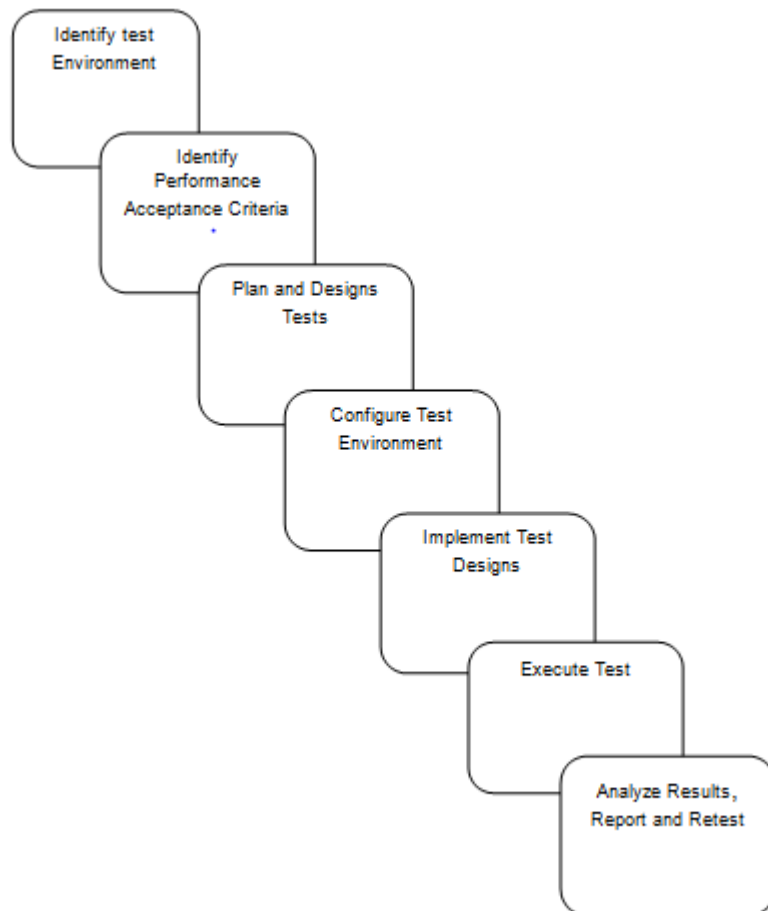 Identify test
Environment
Identify
Performance
Acceptance Criteria
Plan and Designs
Tests
Configure Test
Environment
Implement Test
Designs
Execute Test
Analyze Results,
Report and Retest